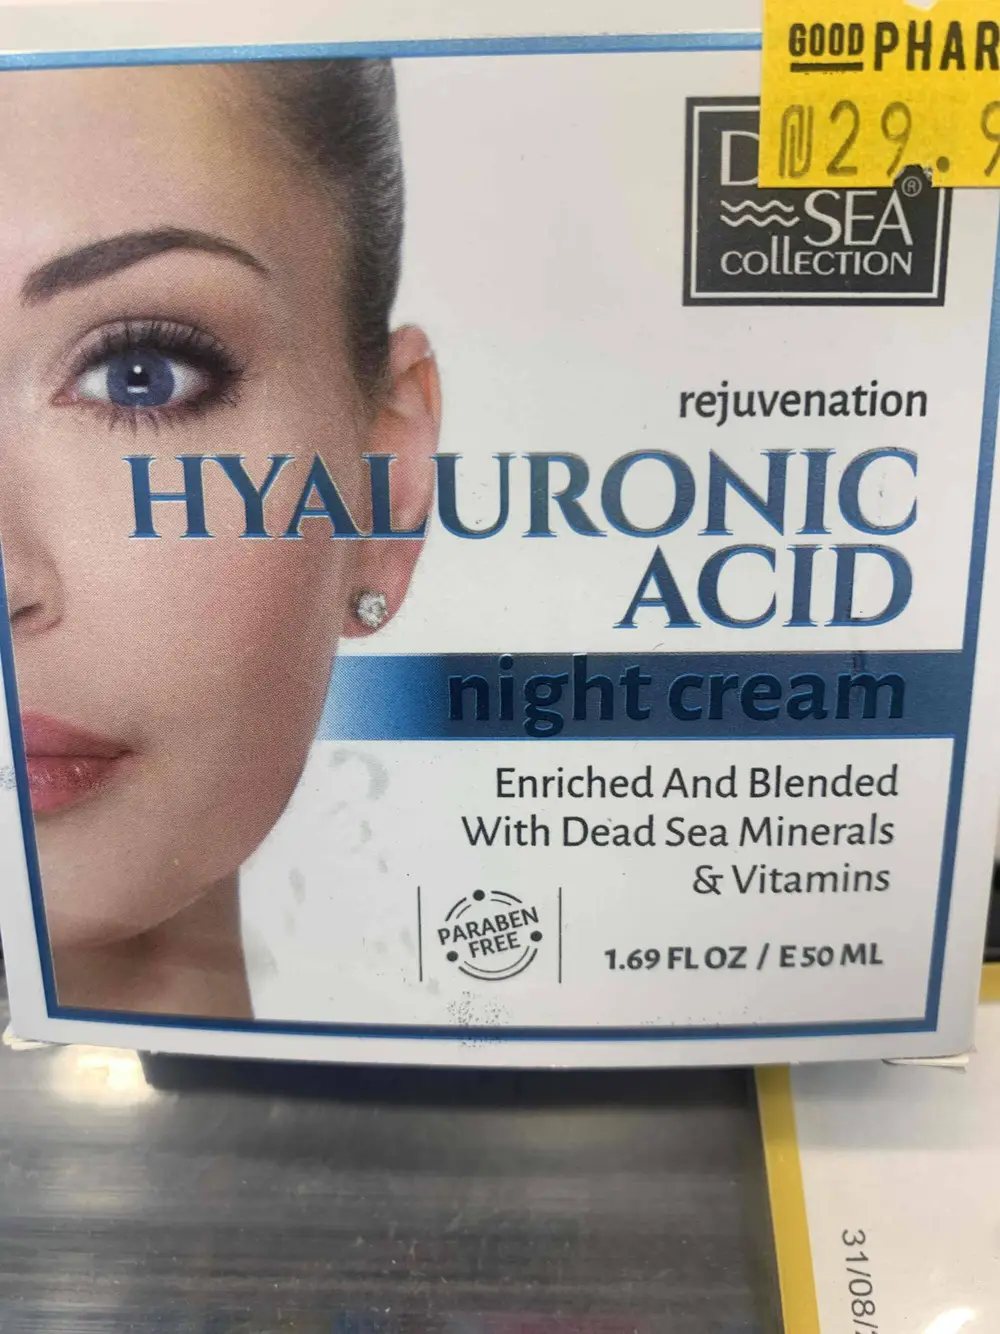 GOOD PHAR
₪29.9
SEA®
COLLECTION
rejuvenation
HYALURONIC
ACID
night cream
Enriched And Blended
With Dead Sea Minerals
& Vitamins
PARABEN
FREE
1.69 FL OZ / E 50 ML
31/08/